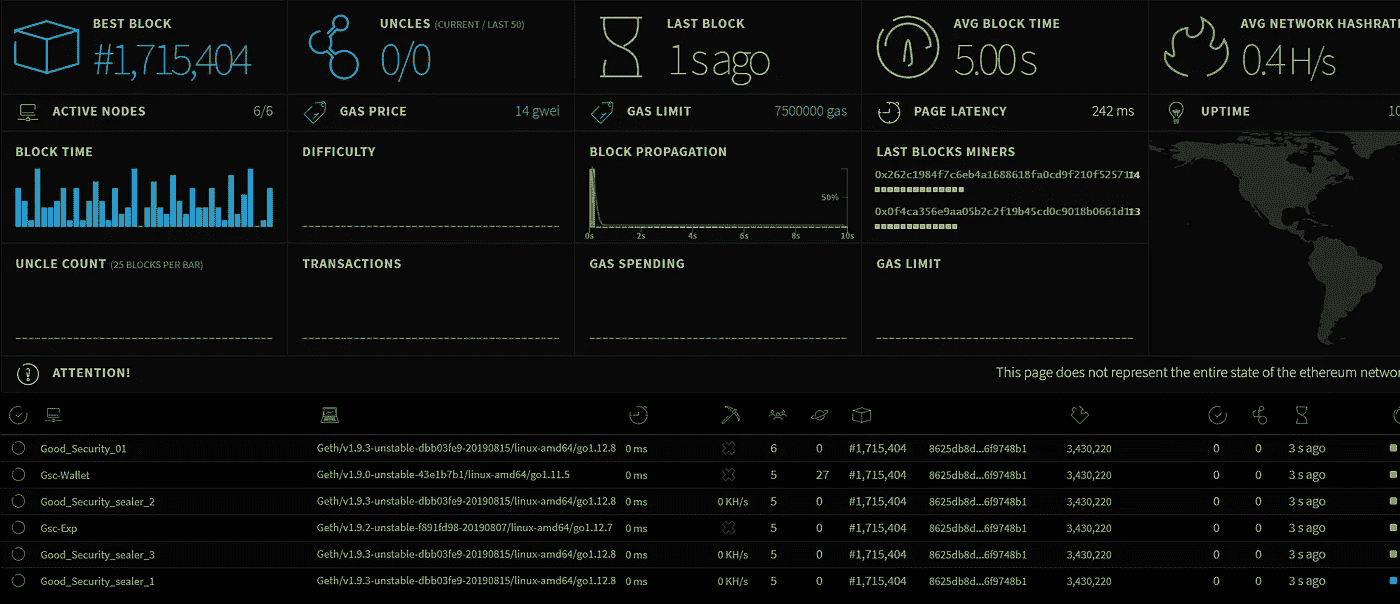 BEST BLOCK
#1,715,404
UNCLES (CURRENT / LAST 50)
0/0
LAST BLOCK
1 s ago
AVG BLOCK TIME
5.00 s
AVG NETWORK HASHRAT
0.4 H/s
ACTIVE NODES 6/6
GAS PRICE 14 gwei
GAS LIMIT 7500000 gas
PAGE LATENCY 242 ms
UPTIME 10
BLOCK TIME
DIFFICULTY
BLOCK PROPAGATION
50%
0s 2s 4s 6s 8s 10s
LAST BLOCKS MINERS
14
13
UNCLE COUNT (25 BLOCKS PER BAR)
TRANSACTIONS
GAS SPENDING
GAS LIMIT
ATTENTION!
This page does not represent the entire state of the ethereum networ
Good_Security_01 Geth/v1.9.3-unstable-dbb03fe9-20190815/linux-amd64/go1.12.8 0 ms 6 0 #1,715,404 8625db8d...6f9748b1 3,430,220 0 0 3 s ago
Gsc-Wallet Geth/v1.9.0-unstable-43e1b7b1/linux-amd64/go1.11.5 0 ms 5 27 #1,715,404 8625db8d...6f9748b1 3,430,220 0 0 3 s ago
Good_Security_sealer_2 Geth/v1.9.3-unstable-dbb03fe9-20190815/linux-amd64/go1.12.8 0 ms 0 KH/s 5 0 #1,715,404 8625db8d...6f9748b1 3,430,220 0 0 3 s ago
Gsc-Exp Geth/v1.9.2-unstable-f891fd98-20190807/linux-amd64/go1.12.7 0 ms 5 0 #1,715,404 8625db8d...6f9748b1 3,430,220 0 0 3 s ago
Good_Security_sealer_3 Geth/v1.9.3-unstable-dbb03fe9-20190815/linux-amd64/go1.12.8 0 ms 0 KH/s 5 0 #1,715,404 8625db8d...6f9748b1 3,430,220 0 0 3 s ago
Good_Security_sealer_1 Geth/v1.9.3-unstable-dbb03fe9-20190815/linux-amd64/go1.12.8 0 ms 0 KH/s 5 0 #1,715,404 8625db8d...6f9748b1 3,430,220 0 0 3 s ago